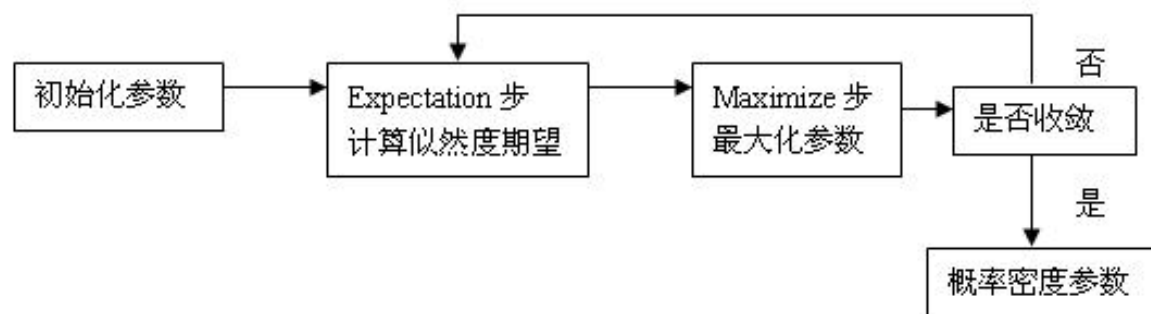 初始化参数
Expectation 步
计算似然度期望
Maximize 步
最大化参数
否
是否收敛
是
概率密度参数